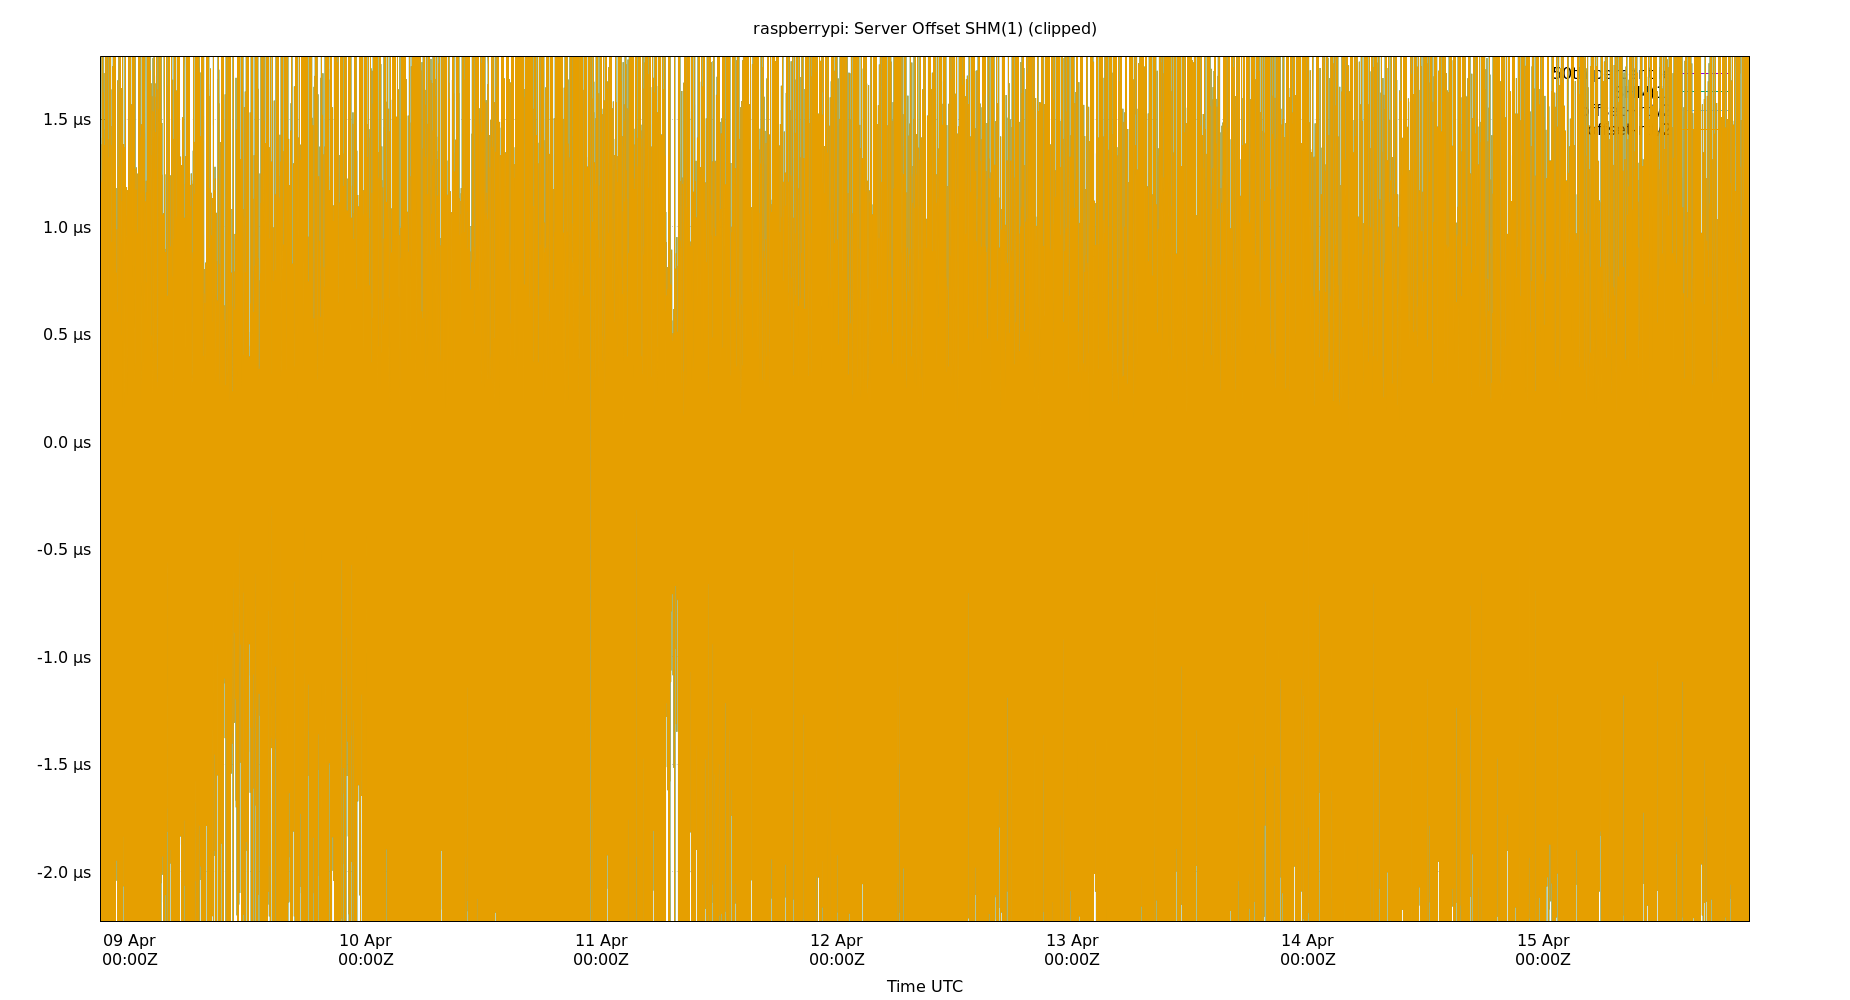 raspberrypi: Server Offset SHM(1) (clipped)
1.5 µs
1.0 µs
0.5 µs
0.0 µs
-0.5 µs
-1.0 µs
-1.5 µs
-2.0 µs
09 Apr 10 Apr 11 Apr 12 Apr 13 Apr 14 Apr 15 Apr
00:00Z 00:00Z 00:00Z 00:00Z 00:00Z 00:00Z 00:00Z
Time UTC